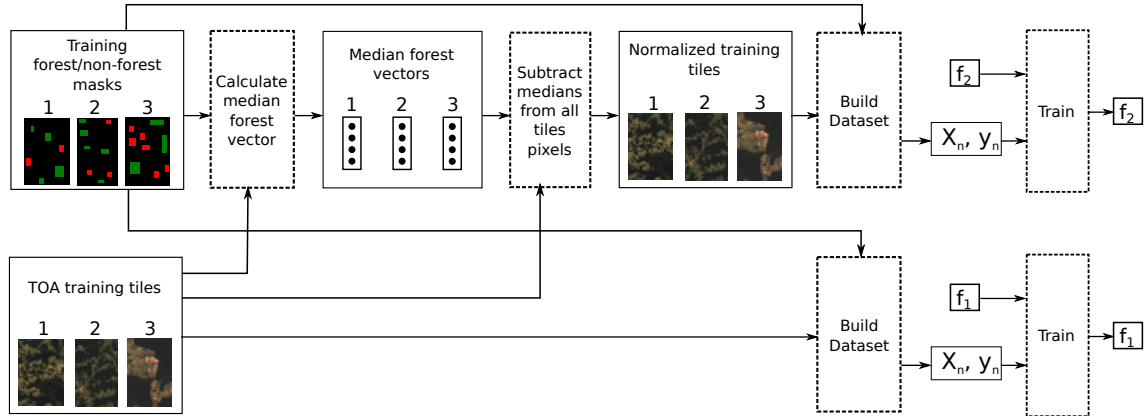 Training
forest/non-forest
masks
1 2 3
Calculate
median
forest
vector
Median forest
vectors
1 2 3
Subtract
medians
from all
tiles
pixels
Normalized training
tiles
1 2 3
Build
Dataset
f2
Xn, yn
Train
f2
TOA training tiles
1 2 3
Build
Dataset
f1
Xn, yn
Train
f1